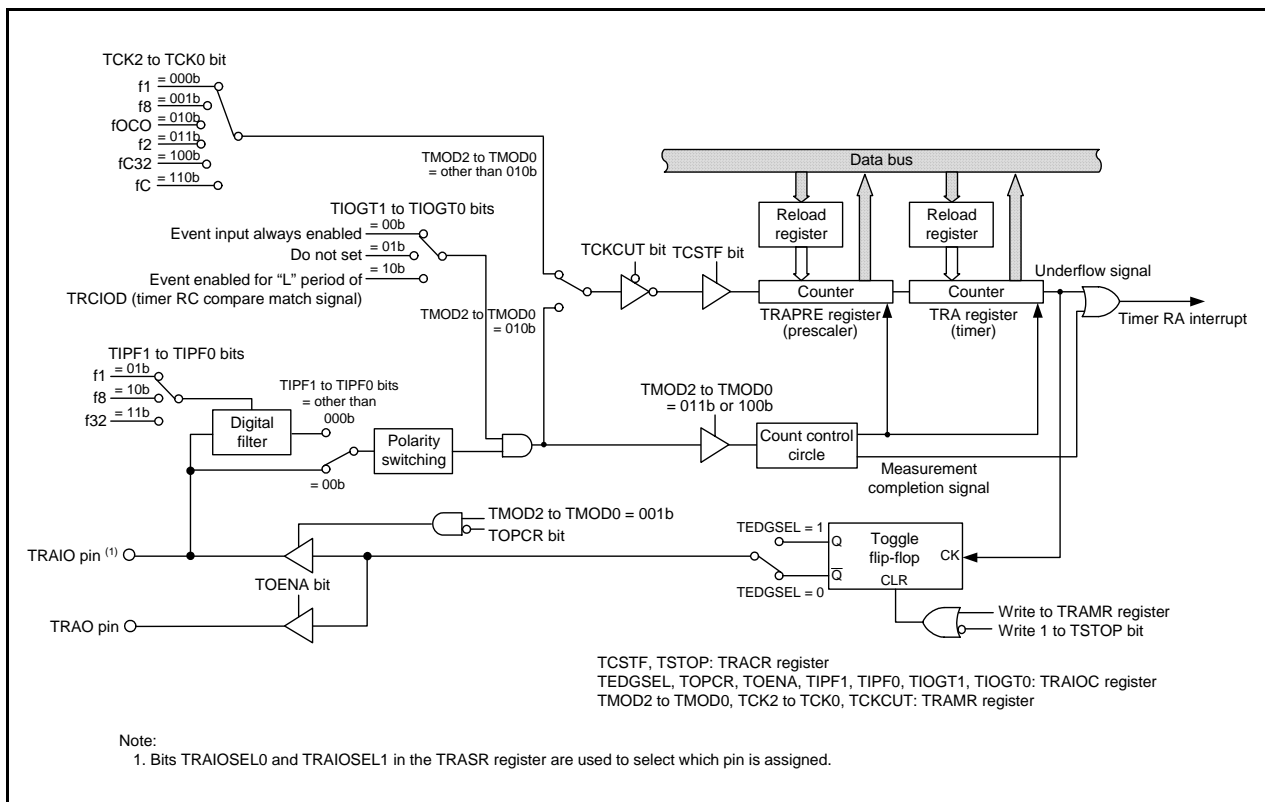 TCK2 to TCK0 bit
f1
= 000b
f8
= 001b
fOCO
= 010b
f2
= 011b
fC32
= 100b
fC
= 110b
TMOD2 to TMOD0
= other than 010b
Data bus
TIOGT1 to TIOGT0 bits
Event input always enabled
= 00b
Do not set
= 01b
Event enabled for “L” period of
TRCIOD (timer RC compare match signal)
= 10b
TMOD2 to TMOD0
= 010b
TCKCUT bit
TCSTF bit
Reload
register
Reload
register
Counter
Counter
TRAPRE register
(prescaler)
TRA register
(timer)
Underflow signal
Timer RA interrupt
TIPF1 to TIPF0 bits
f1
= 01b
f8
= 10b
f32
= 11b
Digital
filter
TIPF1 to TIPF0 bits
= other than
000b
= 00b
Polarity
switching
TMOD2 to TMOD0
= 011b or 100b
Count control
circle
Measurement
completion signal
TMOD2 to TMOD0 = 001b
TOPCR bit
TRAIO pin (1)
TOENA bit
TRAO pin
TEDGSEL = 1
TEDGSEL = 0
Q
Q
Toggle
flip-flop
CK
CLR
Write to TRAMR register
Write 1 to TSTOP bit
TCSTF, TSTOP: TRACR register
TEDGSEL, TOPCR, TOENA, TIPF1, TIPF0, TIOGT1, TIOGT0: TRAIOC register
TMOD2 to TMOD0, TCK2 to TCK0, TCKCUT: TRAMR register
Note:
1. Bits TRAIOSEL0 and TRAIOSEL1 in the TRASR register are used to select which pin is assigned.